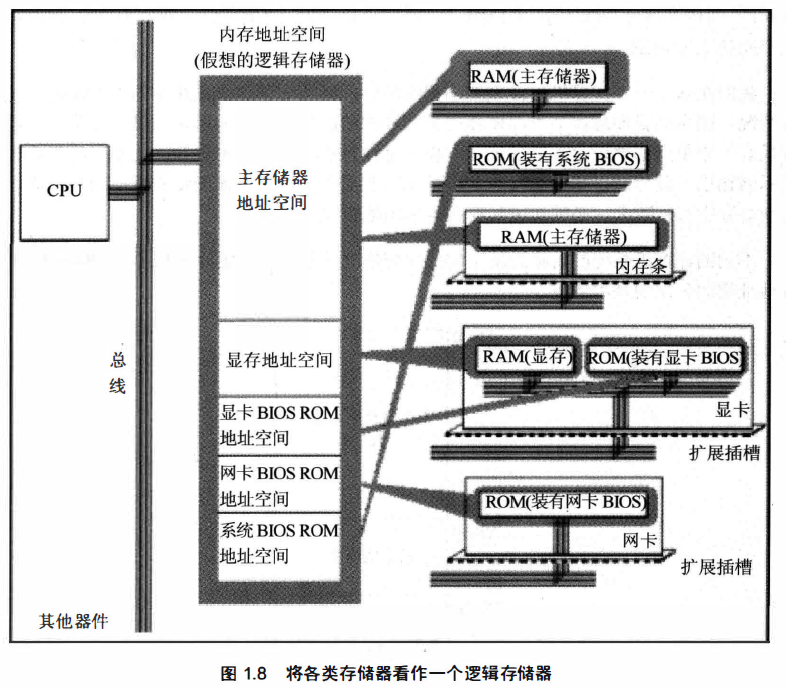 内存地址空间
(假想的逻辑存储器)
CPU
总
线
其他器件
主存储器
地址空间
显存地址空间
显卡 BIOS ROM
地址空间
网卡 BIOS ROM
地址空间
系统 BIOS ROM
地址空间
RAM(主存储器)
ROM(装有系统 BIOS)
RAM(主存储器)
内存条
RAM(显存)
ROM(装有显卡 BIOS)
显卡
扩展插槽
ROM(装有网卡 BIOS)
网卡
扩展插槽
图 1.8 将各类存储器看作一个逻辑存储器